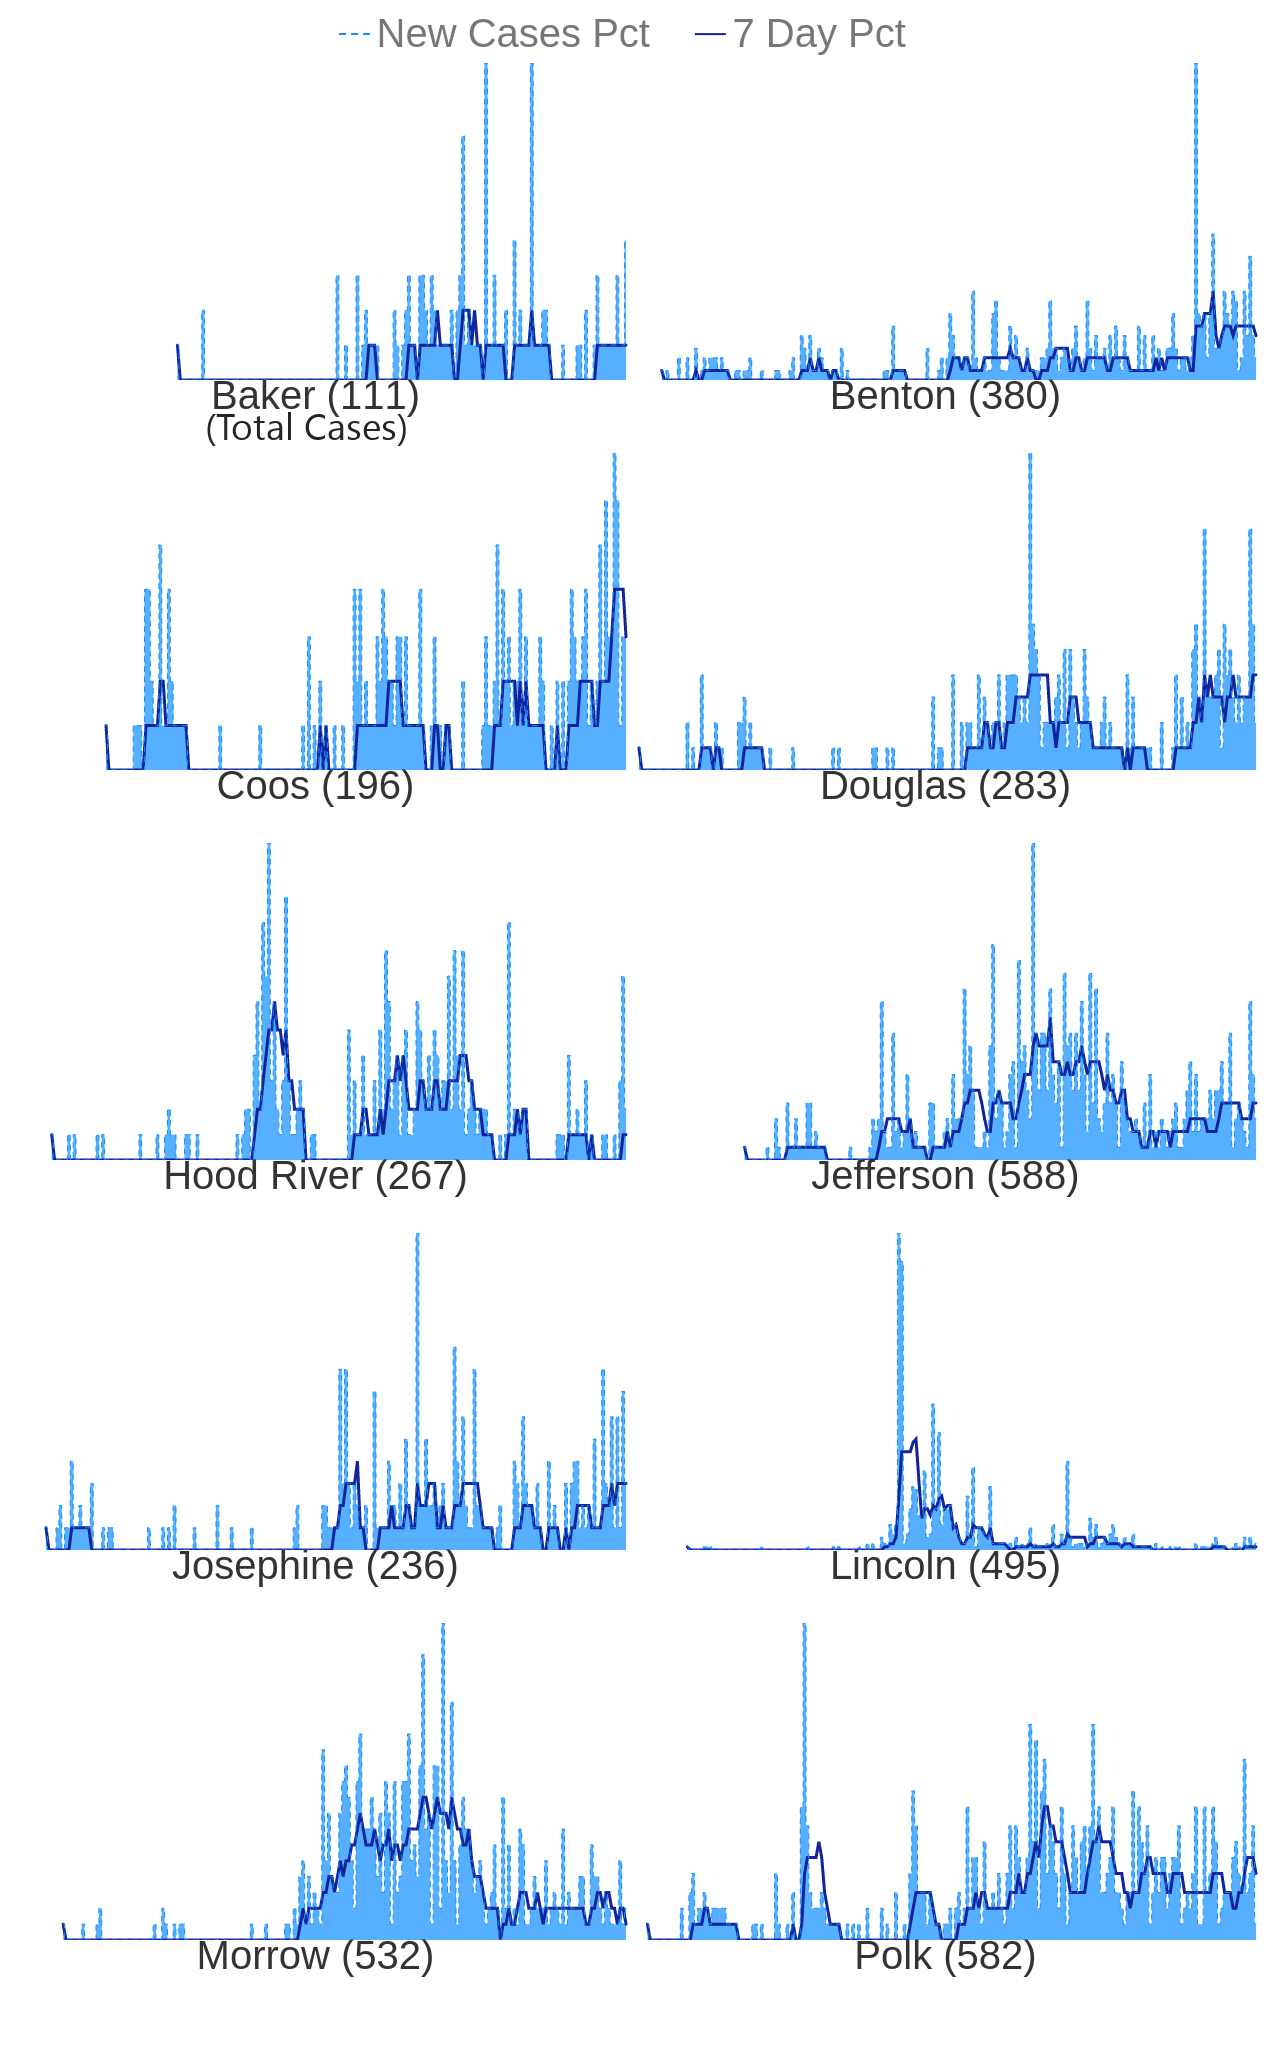 New Cases Pct 7 Day Pct
Baker (111) Benton (380)
(Total Cases)
Coos (196) Douglas (283)
Hood River (267) Jefferson (588)
Josephine (236) Lincoln (495)
Morrow (532) Polk (582)